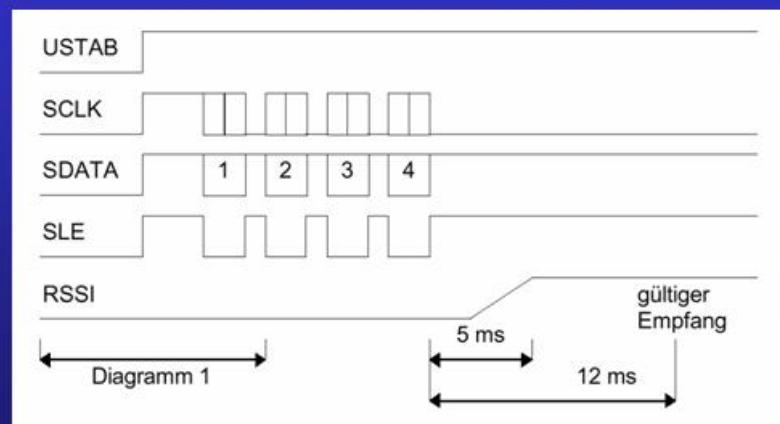 USTAB
SCLK
SDATA
1 2 3 4
SLE
RSSI
gültiger
Empfang
5 ms
Diagramm 1
12 ms